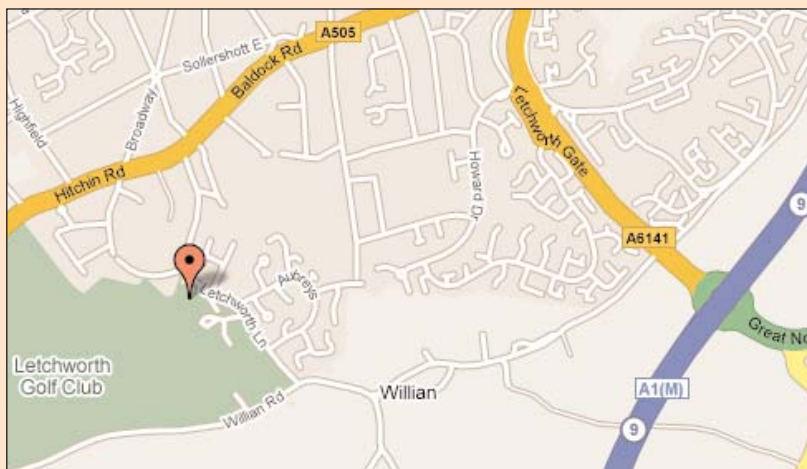 A505
Sollershott E
Baldock Rd
Broadway
Highfield
Hitchin Rd
Letchworth Gate
Howard Dr
9
A6141
Aubreys
Letchworth Ln
Great No
Letchworth
Golf Club
Willian
A1(M)
Willian Rd
9